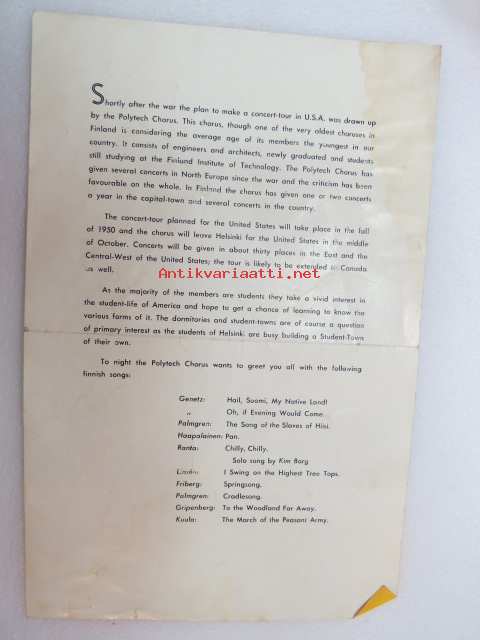 Shortly after the war the plan to make a concert-tour in U.S.A. was drawn up
by the Polytech Chorus. This chorus, though one of the very oldest choruses in
Finland is considering the average age of its members the youngest in our
country. It consists of engineers and architects, newly graduated and students
still studying at the Finland Institute of Technology. The Polytech Chorus has
given several concerts in North Europe since the war and the criticism has been
favourable on the whole. In Finland the chorus has given one or two concerts
a year in the capital-town and several concerts in the country.
The concert-tour planned for the United States will take place in the fall
of 1950 and the chorus will leave Helsinki for the United States in the middle
of October. Concerts will be given in about thirty places in the East and the
Central-West of the United States; the tour is likely to be extended to Canada
as well.
Antikvariaatti.net
As the majority of the members are students they take a vivid interest in
the student-life of America and hope to get a chance of learning to know the
various forms of it. The dormitories and student-towns are of course a question
of primary interest as the students of Helsinki are busy building a Student-Town
of their own.
To night the Polytech Chorus wants to greet you all with the following
finnish songs:
Genetz: Hail, Suomi, My Native Land!
„ Oh, if Evening Would Come.
Palmgren: The Song of the Slaves of Hiisi.
Haapalainen: Pan.
Ranta: Chilly, Chilly.
Solo song by Kim Borg
I Swing on the Highest Tree Tops.
Friberg: Springsong.
Palmgren: Cradlesong.
Gripenberg: To the Woodland Far Away.
Kuula: The March of the Peasant Army.